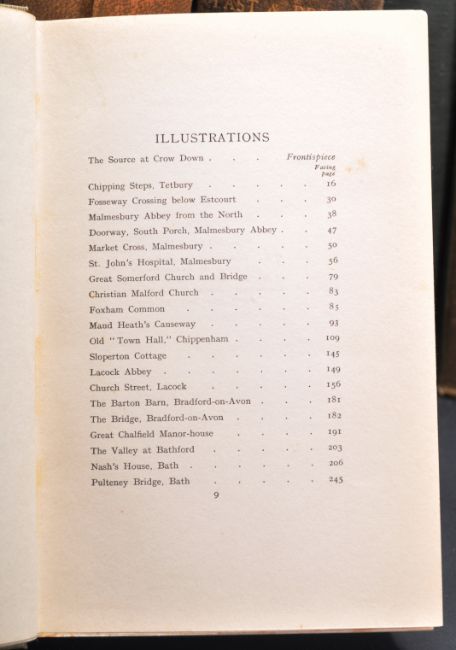 ILLUSTRATIONS
The Source at Crow Down . . . Frontispiece
Facing
page
Chipping Steps, Tetbury . . . . . 16
Fosseway Crossing below Estcourt . . . 30
Malmesbury Abbey from the North . . . 38
Doorway, South Porch, Malmesbury Abbey . . 47
Market Cross, Malmesbury . . . . . 50
St. John's Hospital, Malmesbury . . . 56
Great Somerford Church and Bridge . . . 79
Christian Malford Church . . . . . 83
Foxham Common . . . . . 85
Maud Heath's Causeway . . . . . 93
Old "Town Hall," Chippenham . . . . 109
Sloperton Cottage . . . . . 145
Lacock Abbey . . . . . . 149
Church Street, Lacock . . . . . 156
The Barton Barn, Bradford-on-Avon . . . 181
The Bridge, Bradford-on-Avon . . . . 182
Great Chalfield Manor-house . . . . 191
The Valley at Bathford . . . . . 203
Nash's House, Bath . . . . . . 206
Pulteney Bridge, Bath . . . . . 245
9